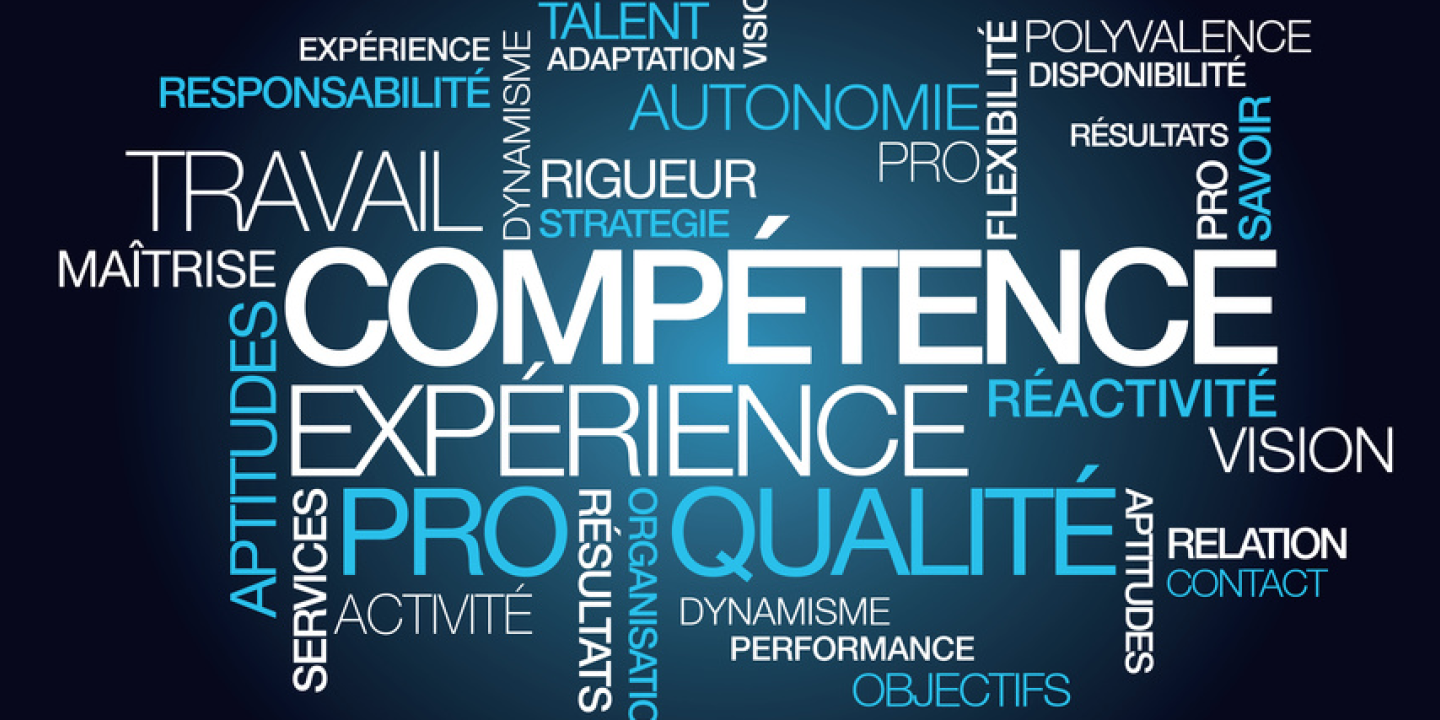 TALENT
VISIO
EXPÉRIENCE
ADAPTATION
RESPONSABILITÉ
DYNAMISME
AUTONOMIE
FLEXIBILITÉ
POLYVALENCE
DISPONIBILITÉ
RÉSULTATS
SAVOIR
PRO
PRO
TRAVAIL
RIGUEUR
STRATEGIE
MAÎTRISE
COMPÉTENCE
APTITUDES
EXPÉRIENCE
RÉACTIVITÉ
VISION
SERVICES
PRO
RÉSULTATS
ORGANISATIO
QUALITÉ
APTITUDES
RELATION
CONTACT
ACTIVITÉ
DYNAMISME
PERFORMANCE
OBJECTIFS